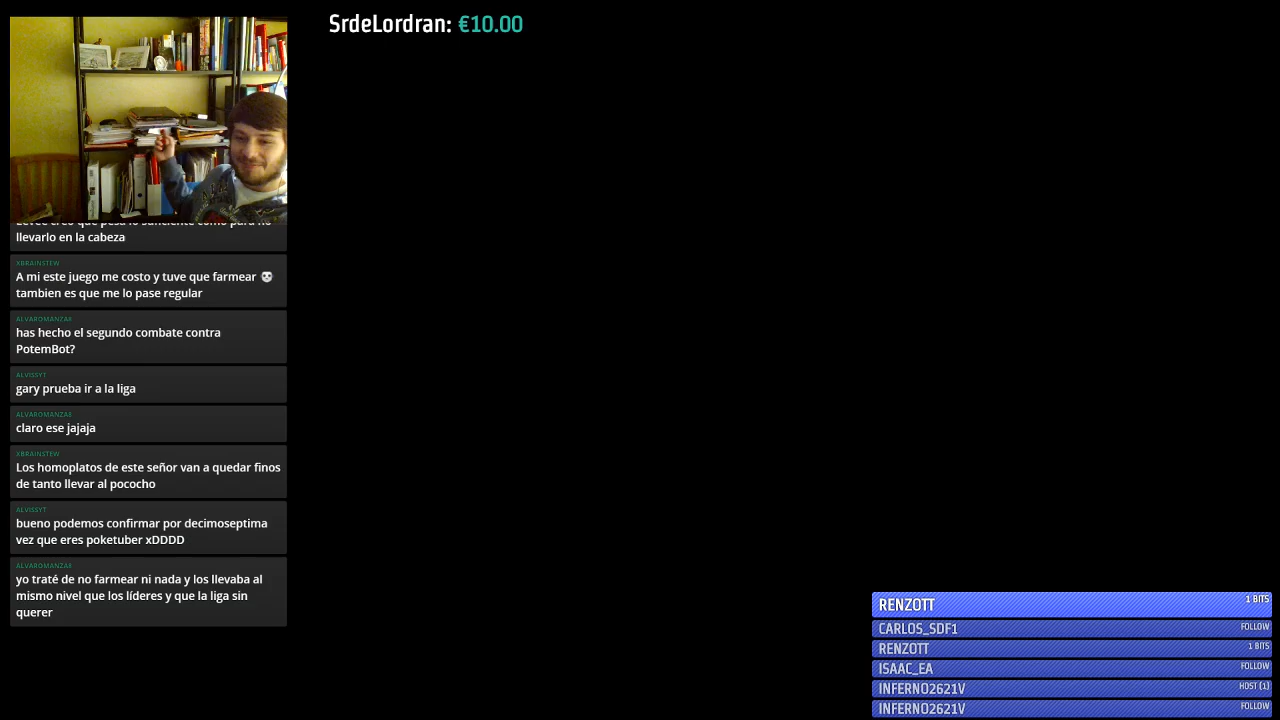 SrdeLordran: €10.00
llevarlo en la cabeza
XBRAINSTEW
A mi este juego me costo y tuve que farmear 💀
tambien es que me lo pase regular
ALVAROMANZA8
has hecho el segundo combate contra
PotemBot?
ALVISSYT
gary prueba ir a la liga
ALVAROMANZA8
claro ese jajaja
XBRAINSTEW
Los homoplatos de este señor van a quedar finos
de tanto llevar al pococho
ALVISSYT
bueno podemos confirmar por decimoseptima
vez que eres poketuber xDDDD
ALVAROMANZA8
yo traté de no farmear ni nada y los llevaba al
mismo nivel que los líderes y que la liga sin
querer
RENZOTT 1 BITS
CARLOS_SDF1 FOLLOW
RENZOTT 1 BITS
ISAAC_EA FOLLOW
INFERNO2621V HOST (1)
INFERNO2621V FOLLOW